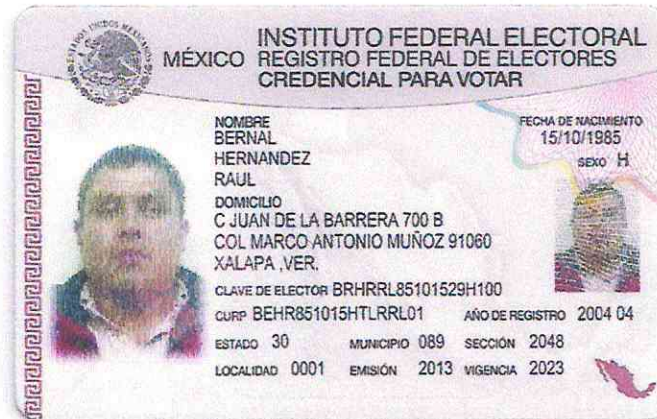 ESTADOS UNIDOS MEXICANOS
MÉXICO
INSTITUTO FEDERAL ELECTORAL
REGISTRO FEDERAL DE ELECTORES
CREDENCIAL PARA VOTAR
NOMBRE
BERNAL
HERNANDEZ
RAUL
FECHA DE NACIMIENTO
15/10/1985
SEXO H
DOMICILIO
C JUAN DE LA BARRERA 700 B
COL MARCO ANTONIO MUÑOZ 91060
XALAPA ,VER.
CLAVE DE ELECTOR BRHRRL85101529H100
CURP BEHR851015HTLRRL01 AÑO DE REGISTRO 2004 04
ESTADO 30 MUNICIPIO 089 SECCIÓN 2048
LOCALIDAD 0001 EMISIÓN 2013 VIGENCIA 2023